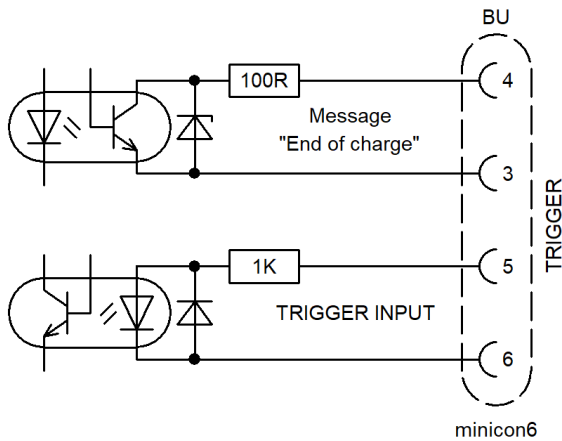 BU
100R
4
Message
"End of charge"
3
TRIGGER
1K
5
TRIGGER INPUT
6
minicon6